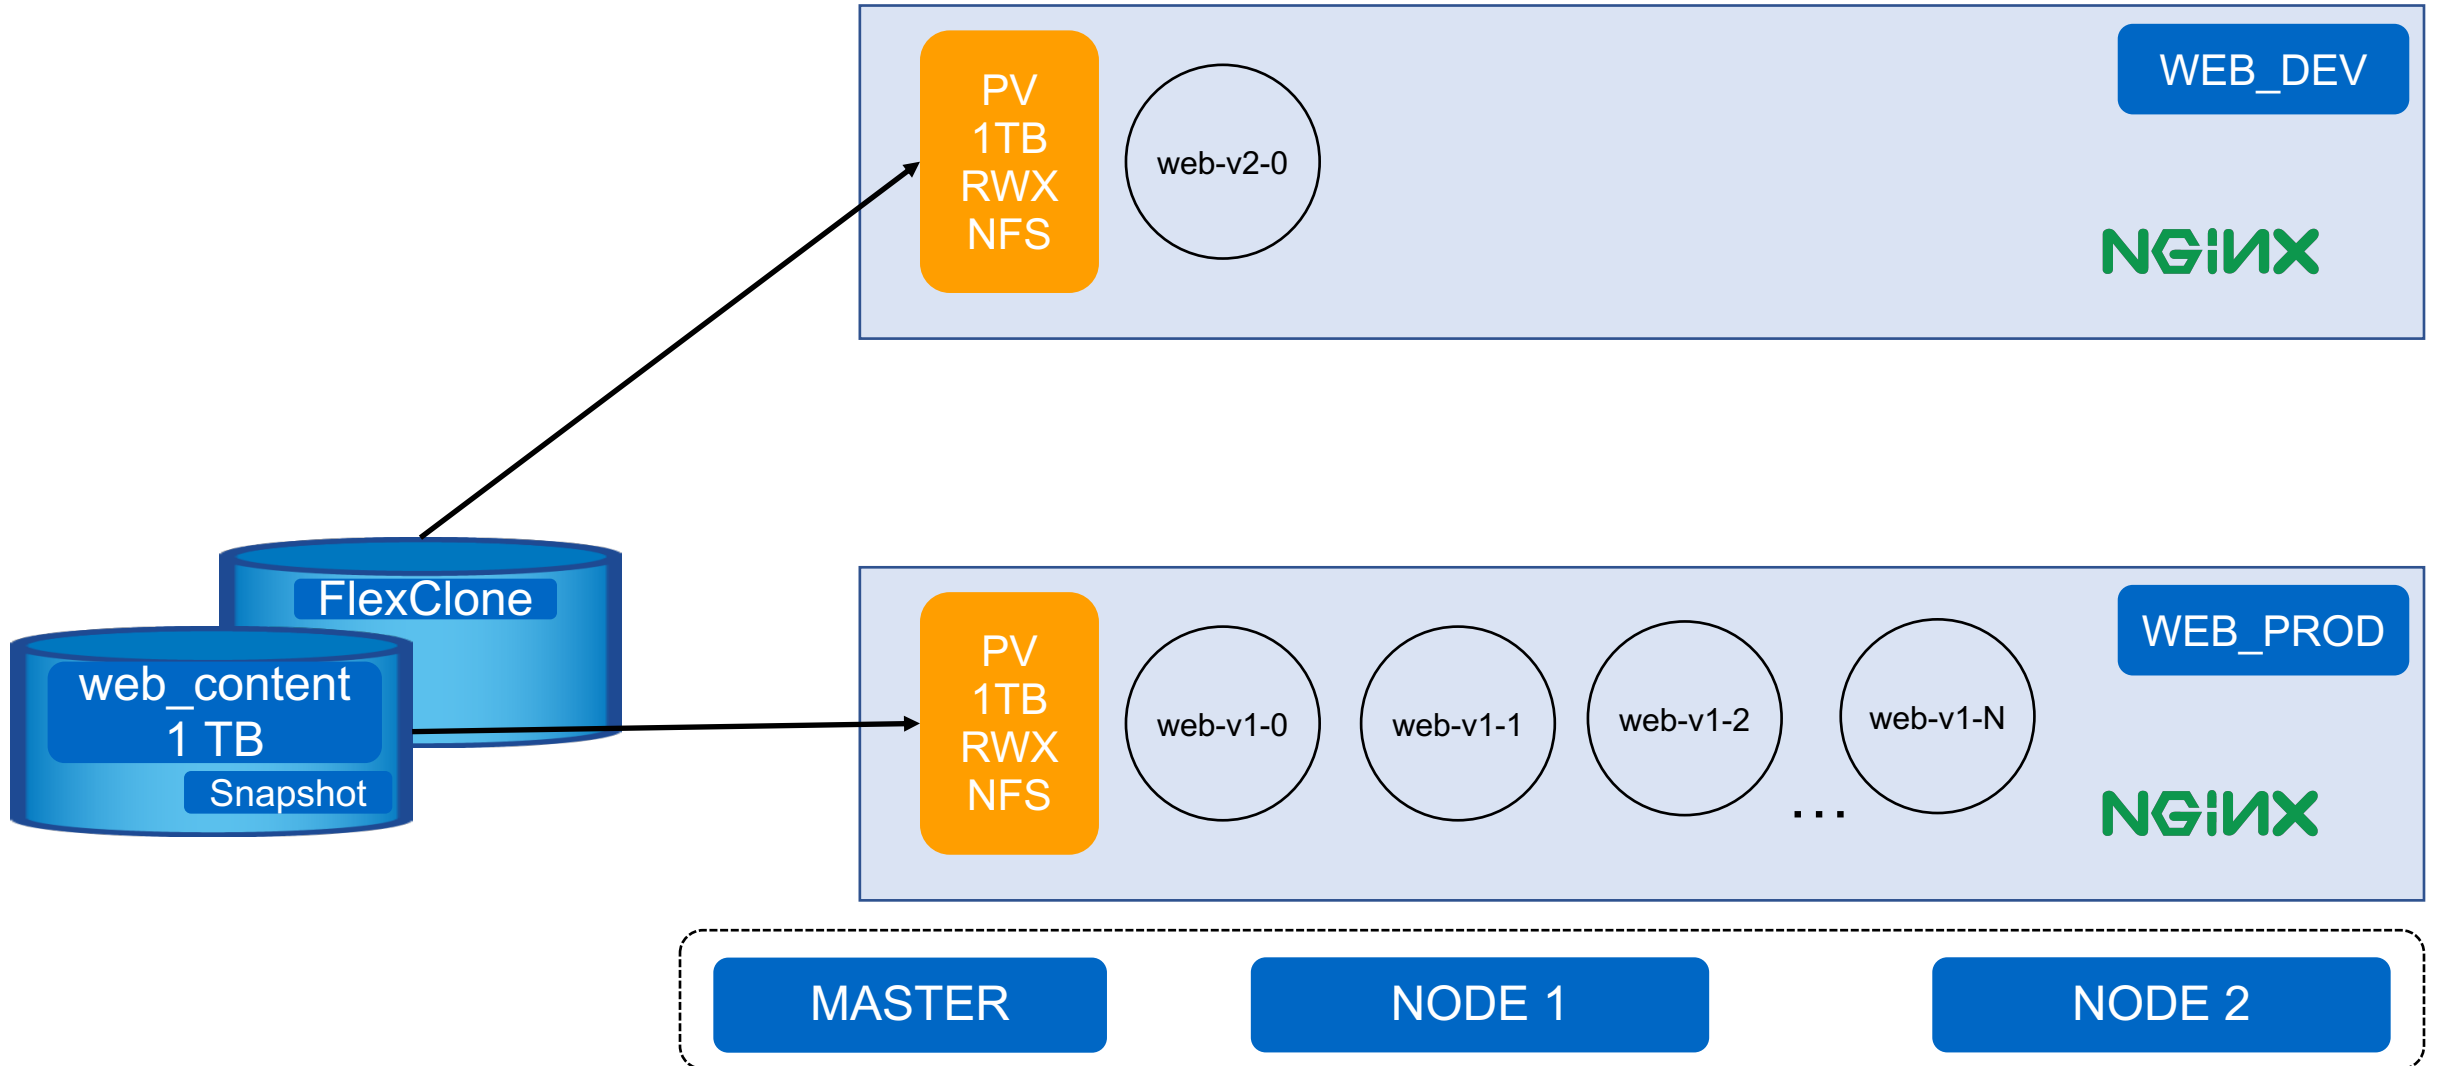 WEB_DEV
PV
1TB
RWX
NFS
web-v2-0
NGINX
FlexClone
web_content
1 TB
Snapshot
WEB_PROD
PV
1TB
RWX
NFS
web-v1-0
web-v1-1
web-v1-2
...
web-v1-N
NGINX
MASTER
NODE 1
NODE 2